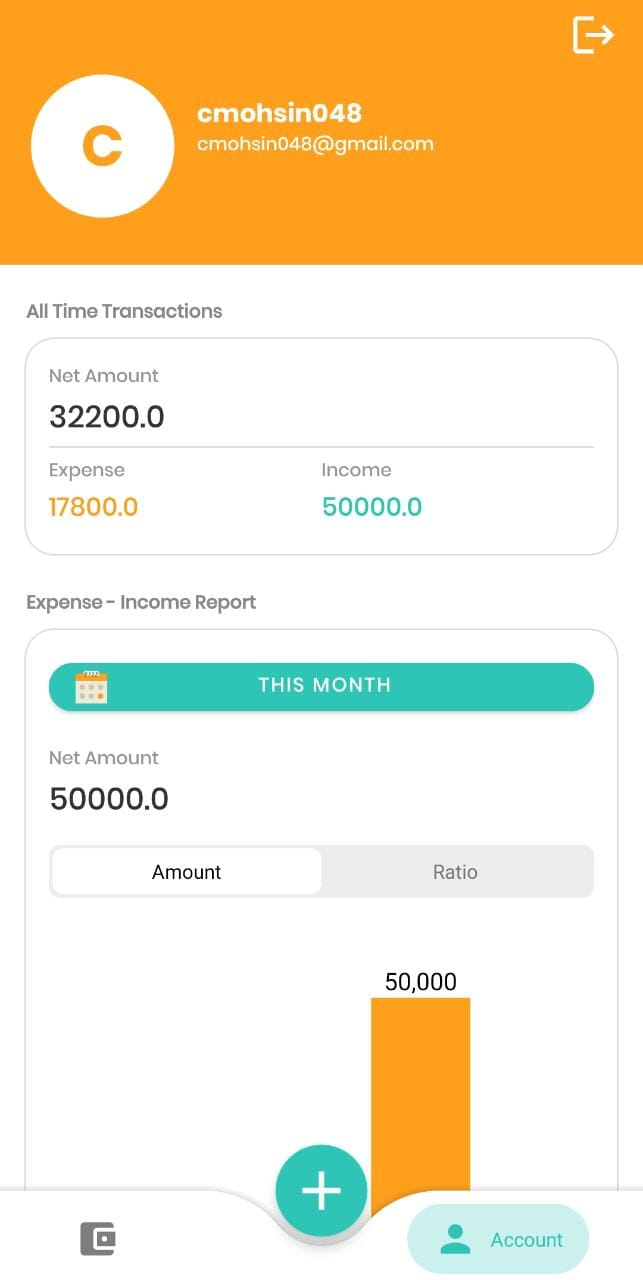 C
cmohsin048
cmohsin048@gmail.com
All Time Transactions
Net Amount
32200.0
Expense Income
17800.0 50000.0
Expense - Income Report
THIS MONTH
Net Amount
50000.0
Amount Ratio
50,000
Account